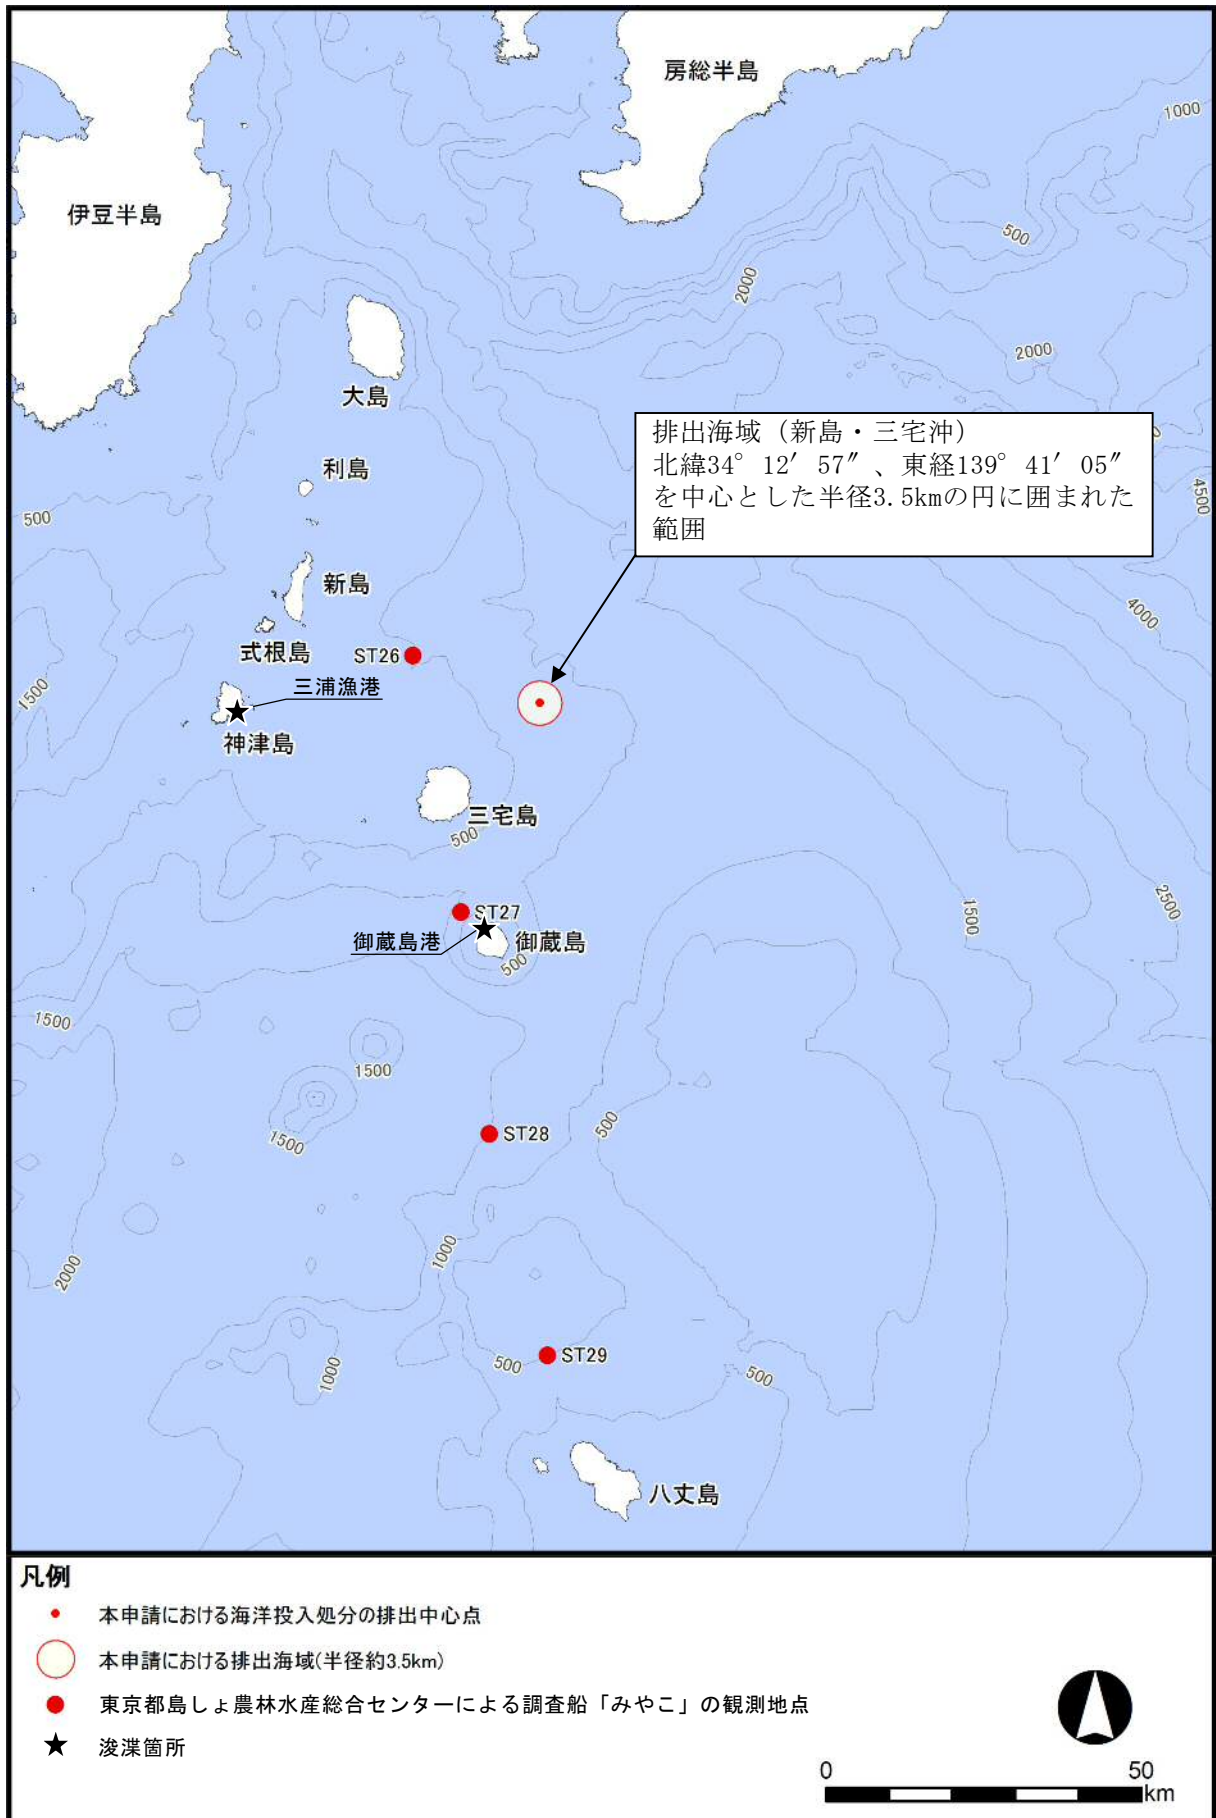 房総半島
1000
伊豆半島
500
2000
2000
大島
排出海域（新島・三宅沖）
北緯34° 12′ 57″、東経139° 41′ 05″
を中心とした半径3.5kmの円に囲まれた
範囲
利島
4500
500
新島
4000
式根島
ST26
三浦漁港
1500
神津島
三宅島
500
2500
1500
ST27
御蔵島港
御蔵島
500
1500
1500
500
ST28
1500
1000
2000
ST29
500
1000
500
八丈島
凡例
本申請における海洋投入処分の排出中心点
本申請における排出海域(半径約3.5km)
東京都島しょ農林水産総合センターによる調査船「みやこ」の観測地点
浚渫箇所
0 50
km